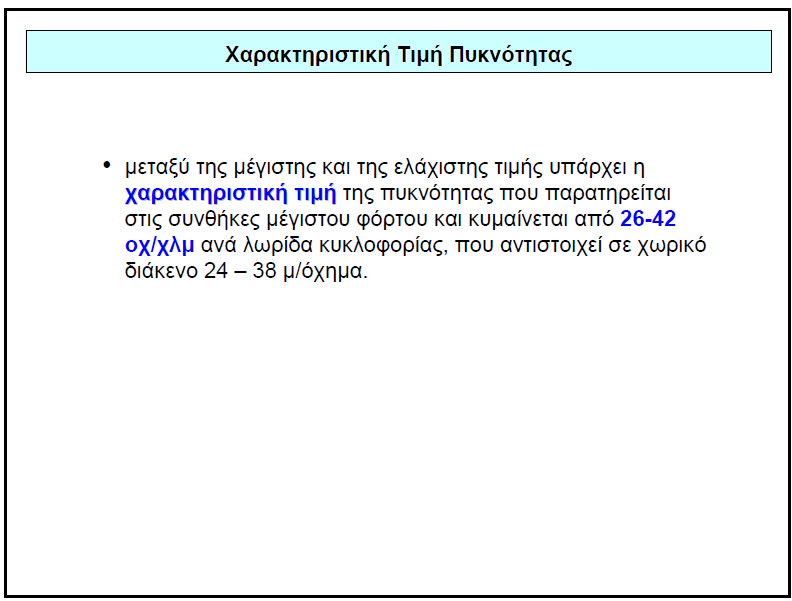 Χαρακτηριστική Τιμή Πυκνότητας
• μεταξύ της μέγιστης και της ελάχιστης τιμής υπάρχει η
χαρακτηριστική τιμή της πυκνότητας που παρατηρείται
στις συνθήκες μέγιστου φόρτου και κυμαίνεται από 26-42
οχ/χλμ ανά λωρίδα κυκλοφορίας, που αντιστοιχεί σε χωρικό
διάκενο 24 – 38 μ/όχημα.